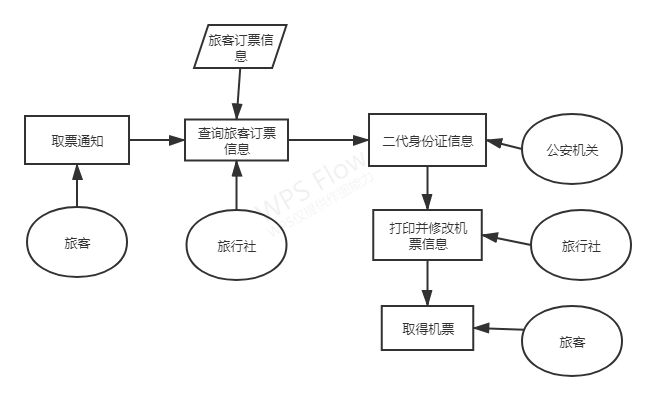 旅客订票信
息
取票通知
查询旅客订票
信息
二代身份证信息
公安机关
旅客
旅行社
打印并修改机
票信息
旅行社
取得机票
旅客
WPS Flow